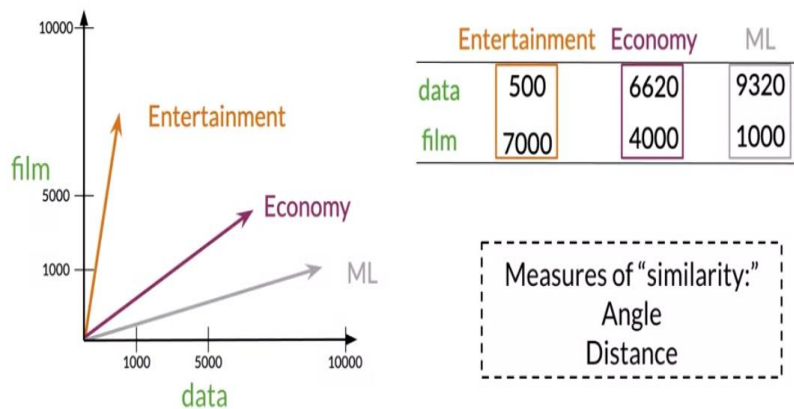 10000
film
5000
1000
Entertainment
Economy
ML
1000 5000 10000
data
Entertainment Economy ML
data 500 6620 9320
film 7000 4000 1000
Measures of “similarity:”
Angle
Distance